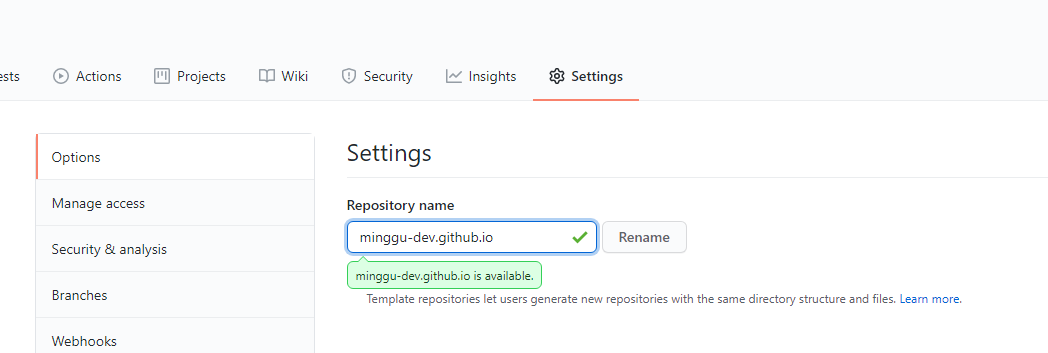 ests Actions Projects Wiki Security Insights Settings
Options
Manage access
Security & analysis
Branches
Webhooks
Settings
Repository name
minggu-dev.github.io Rename
minggu-dev.github.io is available.
Template repositories let users generate new repositories with the same directory structure and files. Learn more.